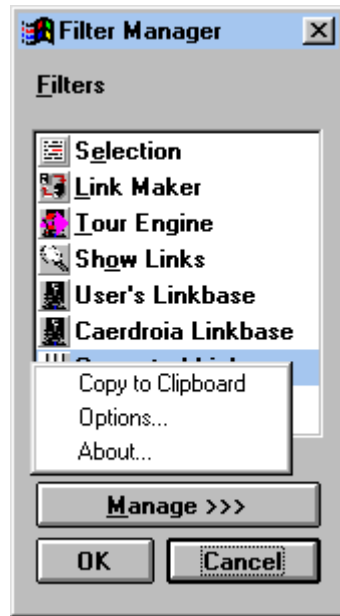 Filter Manager
Filters
Selection
Link Maker
Tour Engine
Show Links
User's Linkbase
Caerdroia Linkbase
Copy to Clipboard
Options...
About...
Manage >>>
OK Cancel